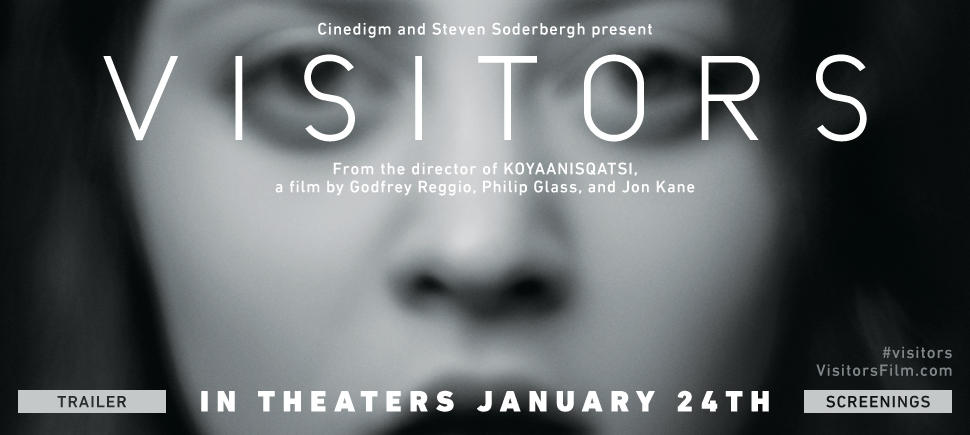 Cinedigm and Steven Soderbergh present
VISITORS
From the director of KOYAANISQATSI,
a film by Godfrey Reggio, Philip Glass, and Jon Kane
#visitors
VisitorsFilm.com
TRAILER
IN THEATERS JANUARY 24TH
SCREENINGS